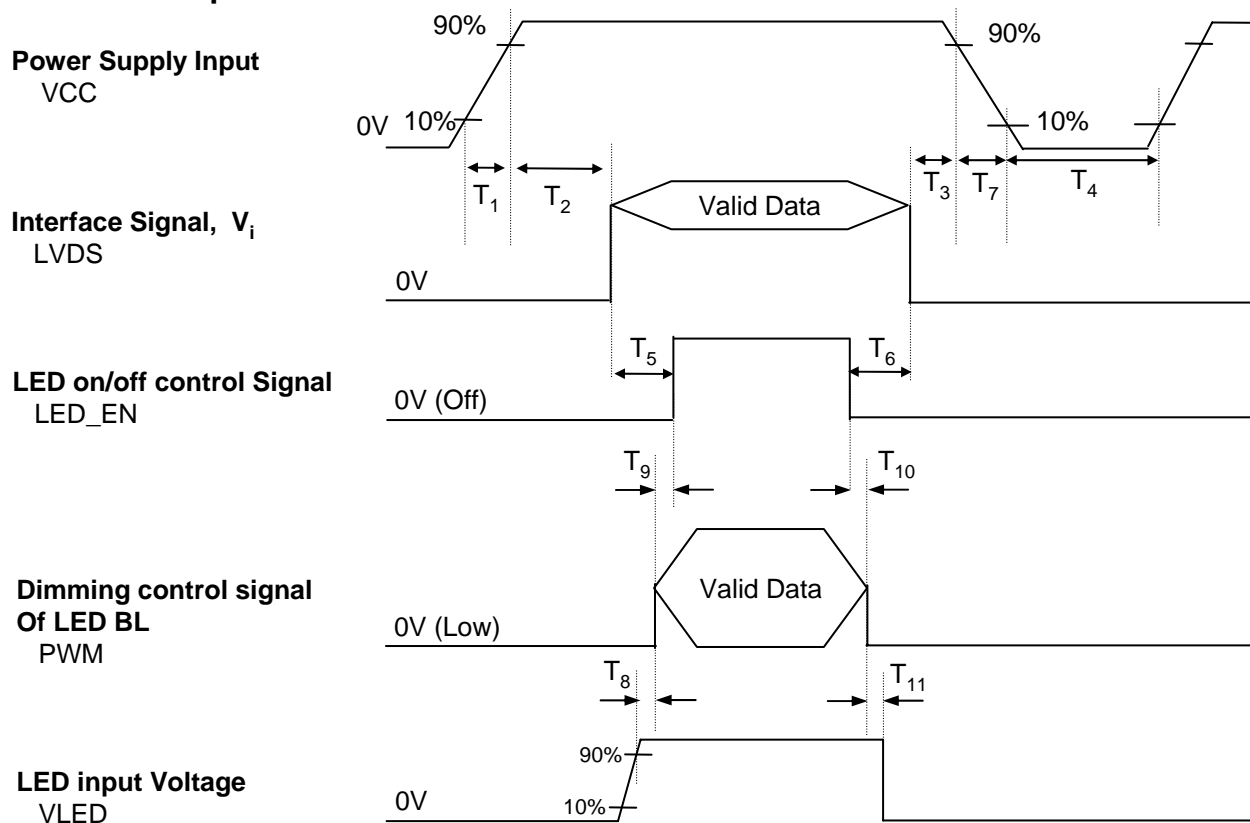 90%
90%
Power Supply Input
VCC
0V
10%
10%
T1
T2
T3
T7
T4
Valid Data
Interface Signal, Vi
LVDS
0V
T5
T6
LED on/off control Signal
LED_EN
0V (Off)
T9
T10
Dimming control signal
Of LED BL
PWM
Valid Data
0V (Low)
T8
T11
90%
LED input Voltage
VLED
0V
10%